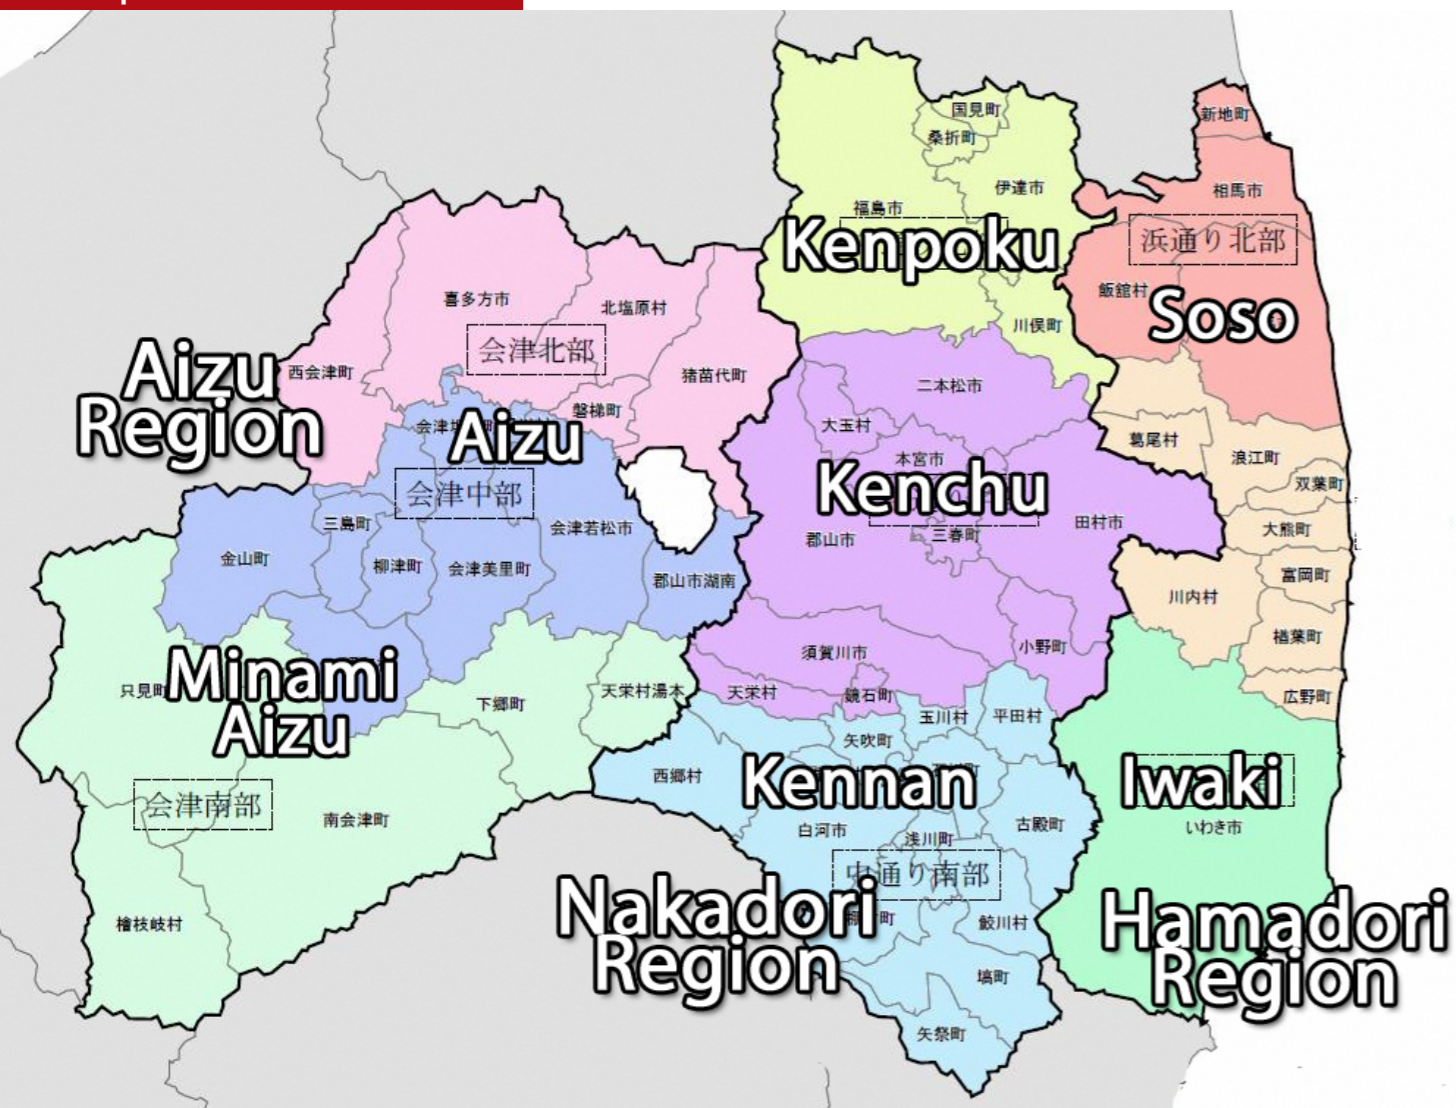 国見町
新地町
桑折町
伊達市
相馬市
福島市
Kenpoku
浜通り北部
飯舘村
Soso
喜多方市
北塩原村
川俣町
会津北部
Aizu
Region
西会津町
猪苗代町
二本松市
磐梯町
大玉村
Aizu
葛尾村
本宮市
浪江町
双葉町
会津中部
Kenchu
三島町
会津若松市
田村市
大熊町
郡山市
三春町
金山町
柳津町
会津美里町
郡山市湖南
富岡町
川内村
楢葉町
須賀川市
小野町
Minami
Aizu
只見
下郷町
天栄村湯本
天栄村
鏡石町
広野町
玉川村
平田村
矢吹町
西郷村
Kennan
Iwaki
会津南部
南会津町
白河市
浅川町
古殿町
いわき市
中通り南部
檜枝岐村
Nakadori
Region
鮫川村
Hamadori
Region
塙町
矢祭町